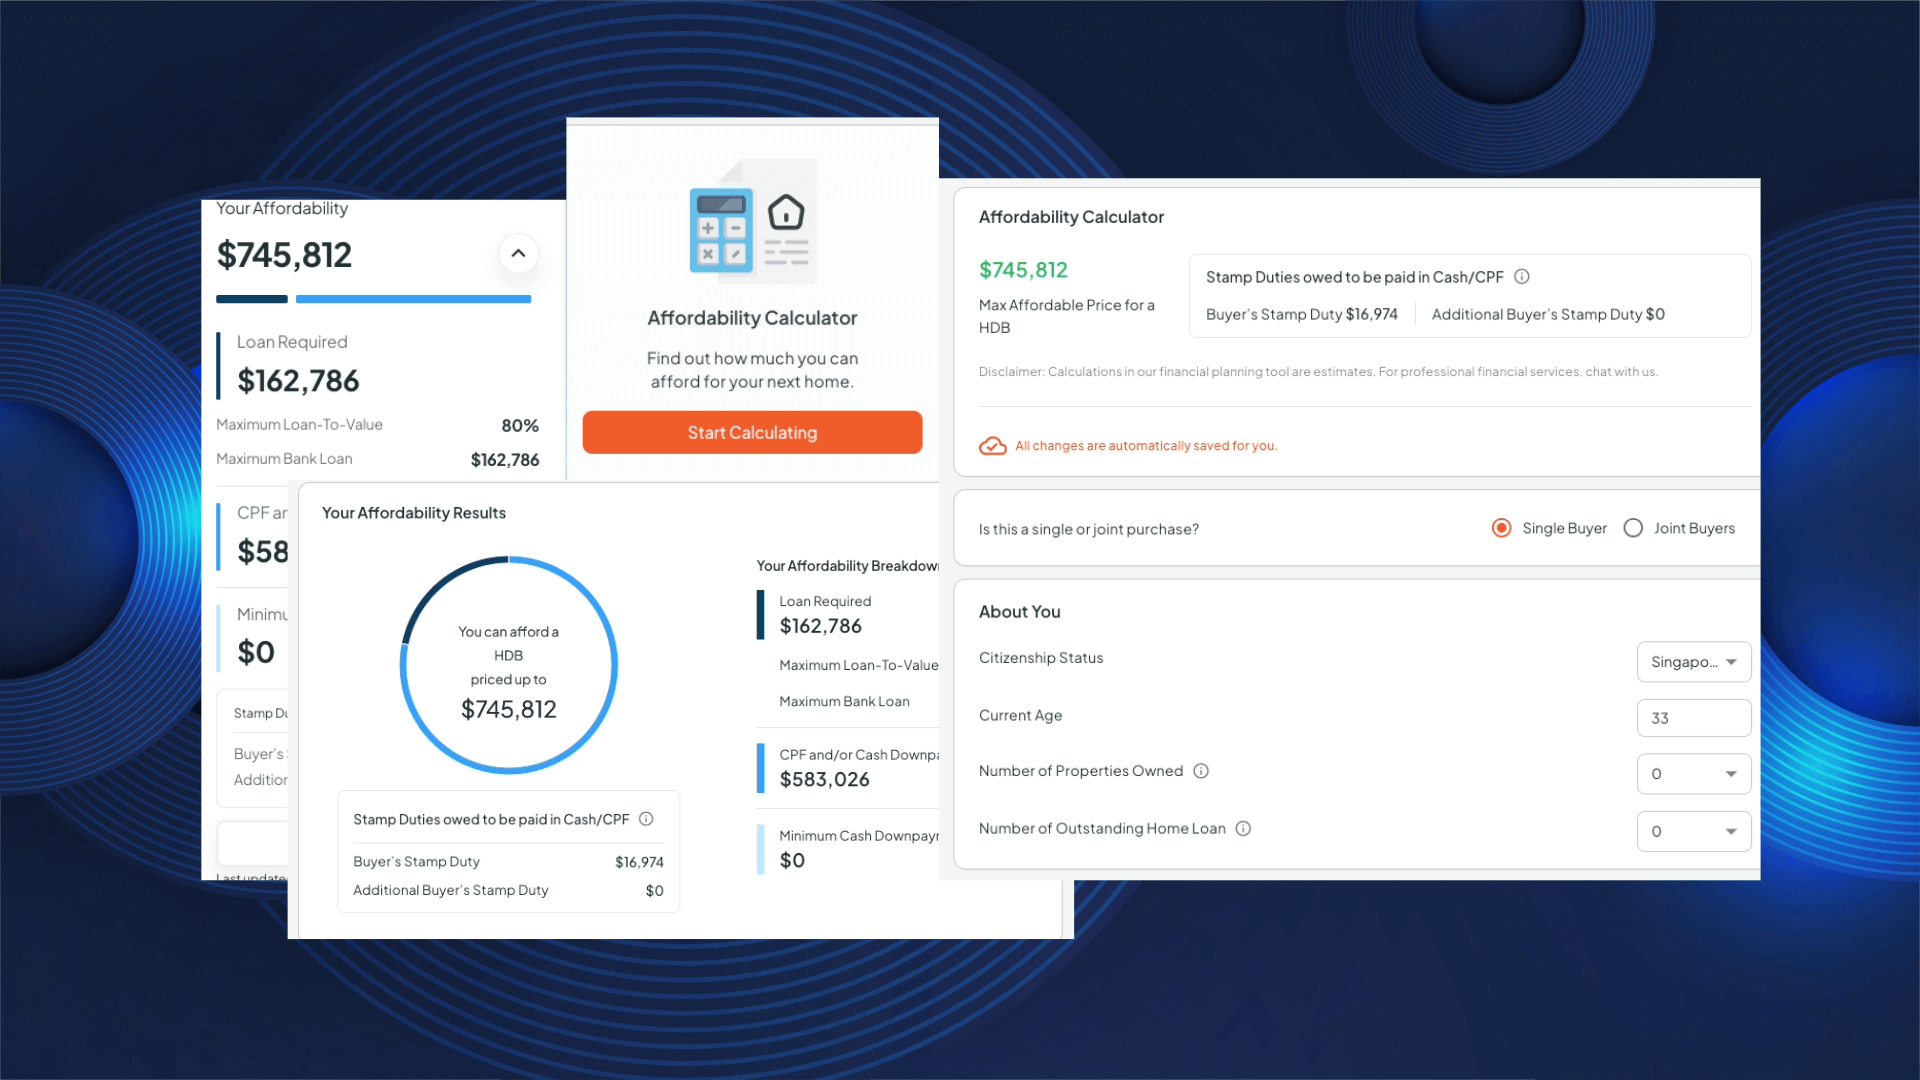 Your Affordability
$745,812
Loan Required
$162,786
Maximum Loan-To-Value 80%
Maximum Bank Loan $162,786
CPF
$58
$0
Stamp
Buyer's
Affordability Calculator
Find out how much you can
afford for your next home.
Start Calculating
Your Affordability Results
You can afford a
HDB
priced up to
$745,812
Stamp Duties owed to be paid in Cash/CPF
Buyer's Stamp Duty $16,974
Additional Buyer's Stamp Duty $0
Your Affordability
Loan Required
$162,786
Maximum Loan-To-Value
Maximum Bank Loan
CPF and/or Cash
$583,026
Minimum Cash
$0
Affordability Calculator
$745,812
Max Affordable Price for a
HDB
Stamp Duties owed to be paid in Cash/CPF
Buyer's Stamp Duty $16,974 Additional Buyer's Stamp Duty $0
Disclaimer: Calculations in our financial planning tool are estimates. For professional financial services, chat with us.
All changes are automatically saved for you.
Is this a single or joint purchase? Single Buyer Joint Buyers
About You
Citizenship Status Singapo...
Current Age 33
Number of Properties Owned 0
Number of Outstanding Home Loan 0